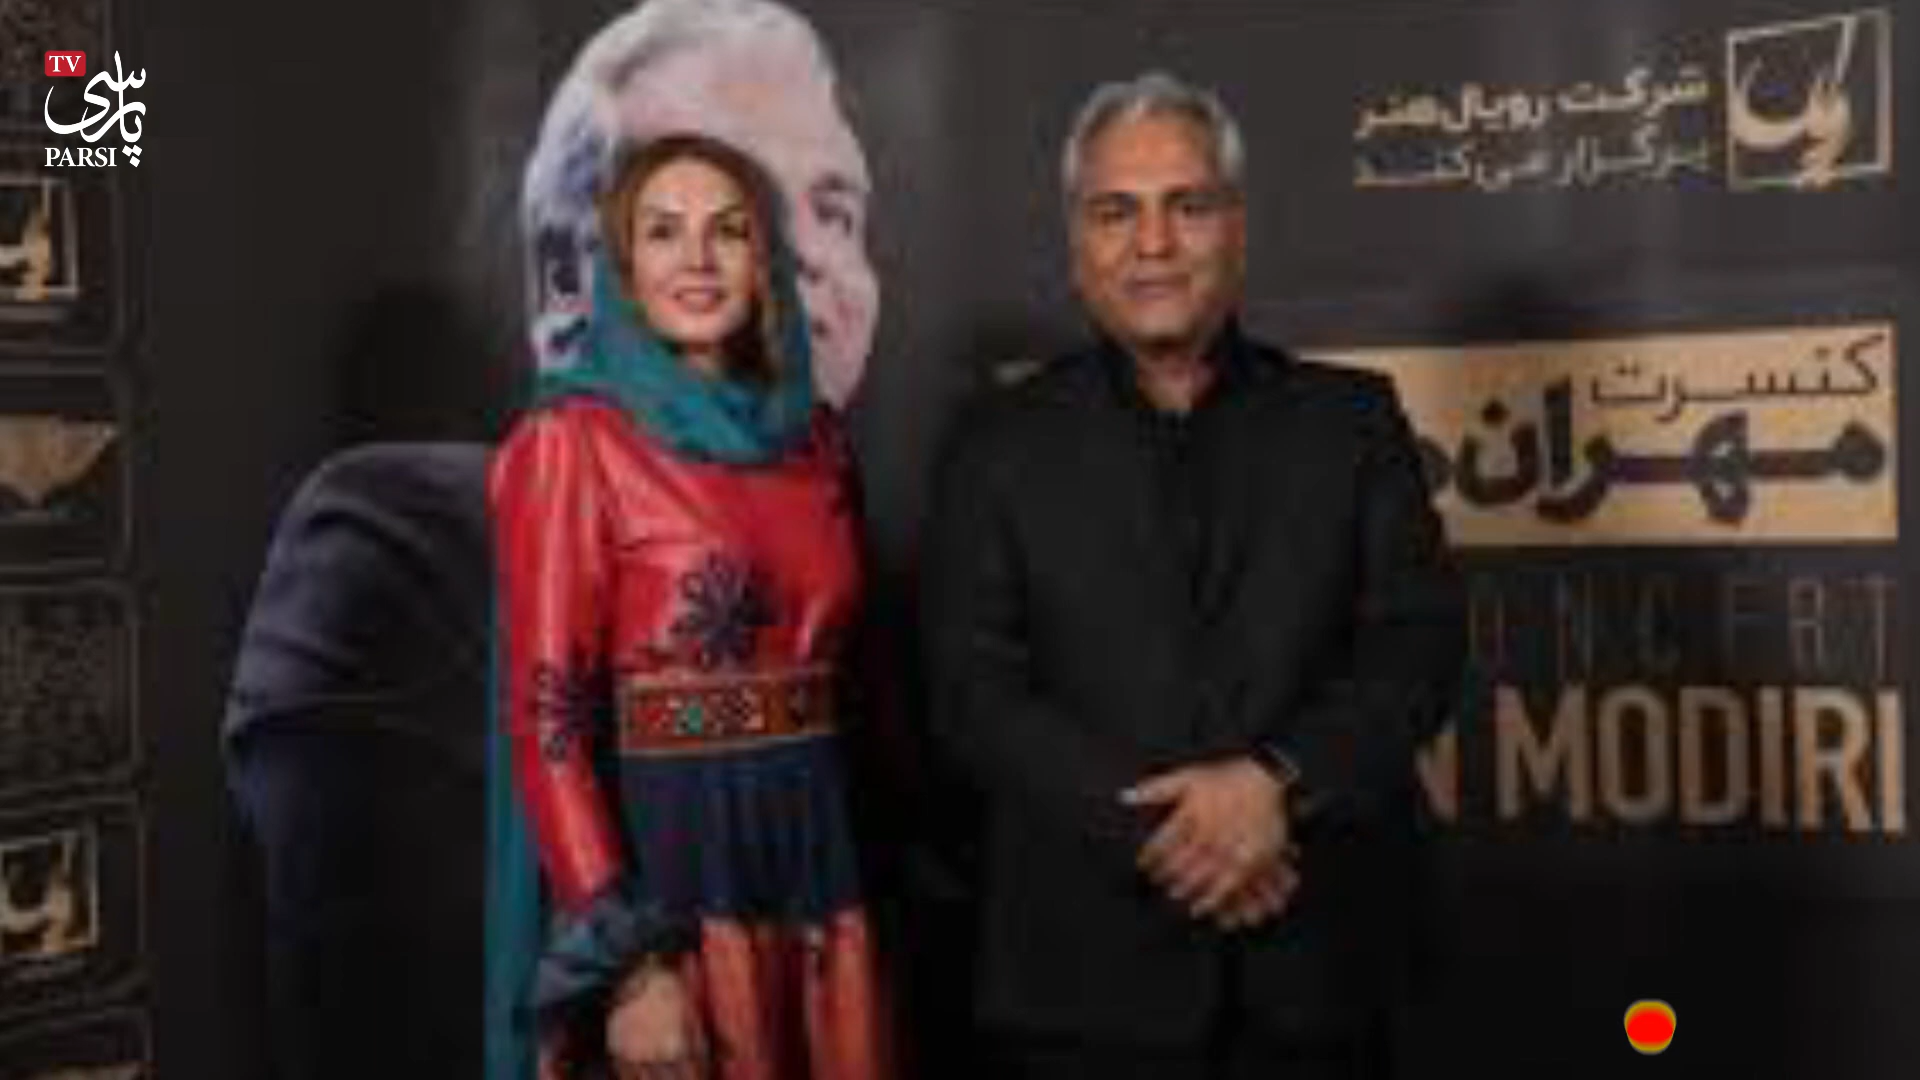 TV
پارسی
PARSI
شرکت رویال هنر
برگزار می‌کند
کنسرت
مهران
MODIRI